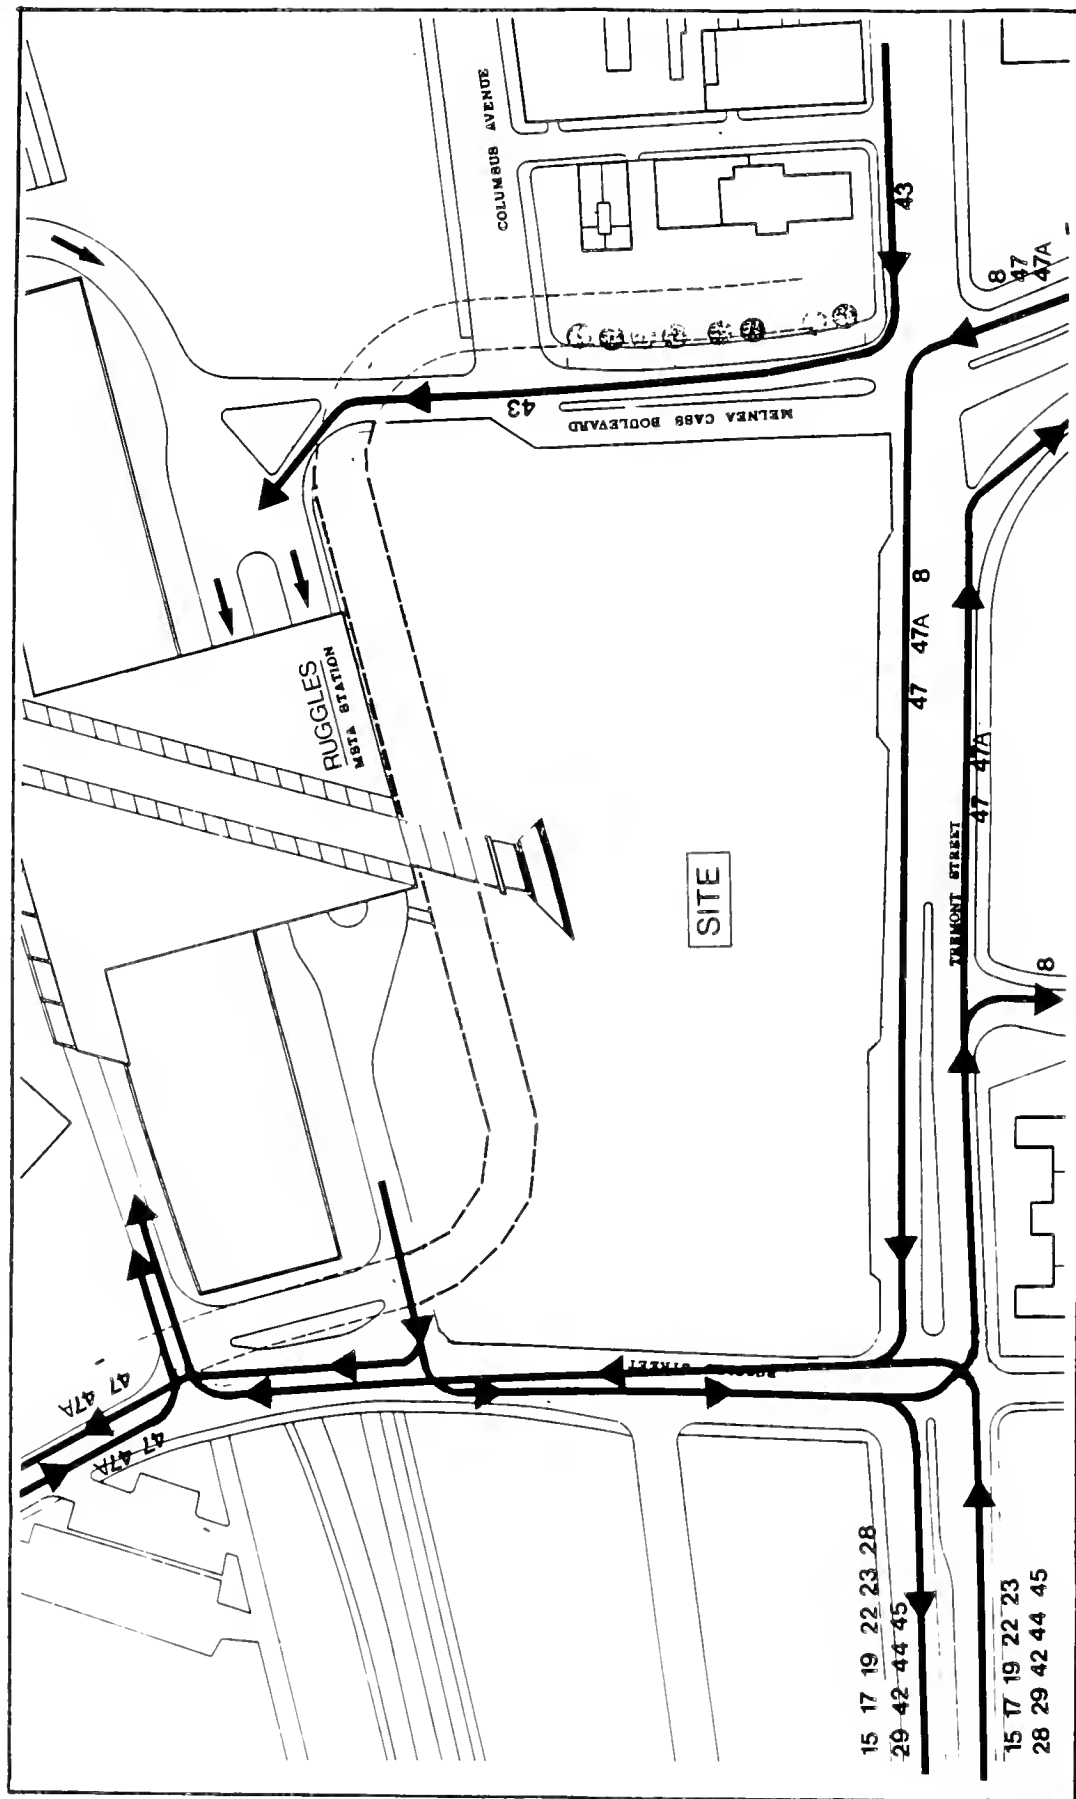 COLUMBUS AVENUE
43
8
47
47A
43
MELNEA CASS BOULEVARD
RUGGLES
MBTA STATION
47 47A 8
47 47A
TREMONT STREET
SITE
8
STREET
47 47A
47 47A
15 17 19 22 23 28
29 42 44 45
15 17 19 22 23
28 29 42 44 45